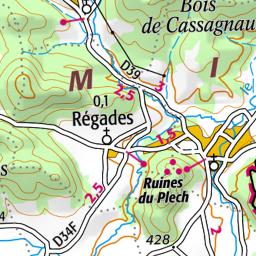 Bois
de Cassagnau
D39
3
M
I
0,1
2,5
Régades
1,5
Ruines
du Plech
2,5
D34F
428
2
s